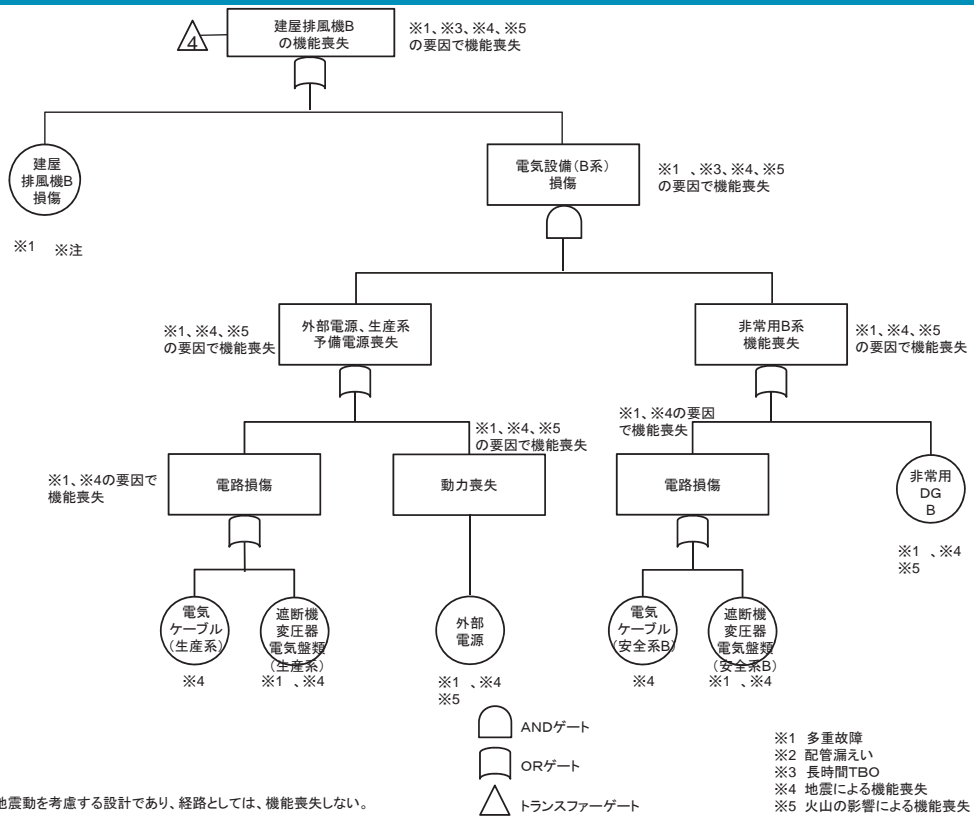 建屋排風機B
の機能喪失
4
※1、※3、※4、※5
の要因で機能喪失
建屋
排風機B
損傷
※1 ※注
電気設備(B系)
損傷
※1 、※3、※4、※5
の要因で機能喪失
※1、※4、※5
の要因で機能喪失
外部電源、生産系
予備電源喪失
非常用B系
機能喪失
※1、※4、※5
の要因で機能喪失
※1、※4の要因で
機能喪失
電路損傷
※1、※4、※5
の要因で機能喪失
動力喪失
※1、※4の要因
で機能喪失
電路損傷
非常用
DG
B
※1 、※4
※5
電気
ケーブル
(生産系)
※4
遮断機
変圧器
電気盤類
(生産系)
※1 、※4
外部
電源
※1 、※4
※5
電気
ケーブル
(安全系B)
※4
遮断機
変圧器
電気盤類
(安全系B)
※1 、※4
ANDゲート
ORゲート
トランスファーゲート
※1 多重故障
※2 配管漏えい
※3 長時間TBO
※4 地震による機能喪失
※5 火山の影響による機能喪失
地震動を考慮する設計であり、経路としては、機能喪失しない。